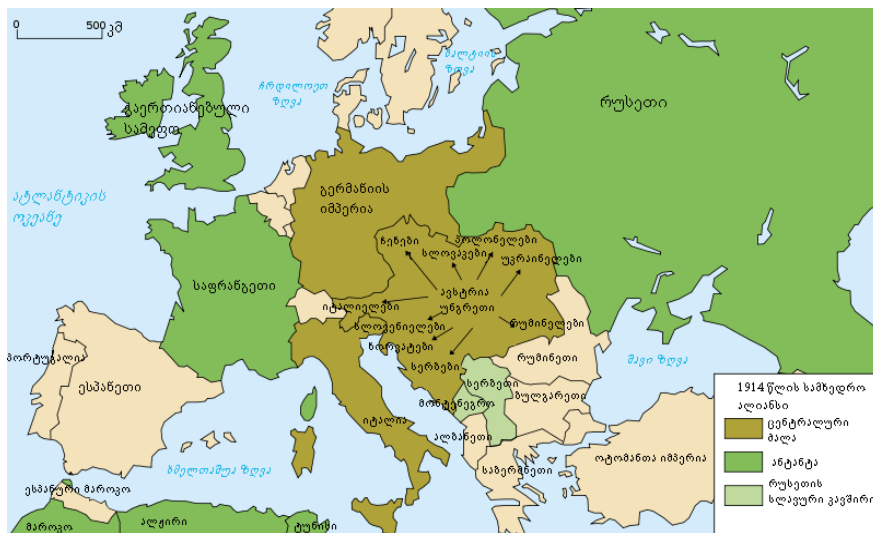 0 500 კმ
ბალტიის
ზღვა
ჩრდილოეთ
ზღვა
გაერთიანებული
სამეფო
რუსეთი
ატლანტიკის
ოკეანე
გერმანიის
იმპერია
ჩეხები
პოლონელები
სლოვაკები
უკრაინელები
საფრანგეთი
ავსტრია
უნგრეთი
იტალიელები
სლოვენიელები
რუმინელები
ხორვატები
სერბები
პორტუგალია
ესპანეთი
რუმინეთი
შავი ზღვა
სერბეთი
ბულგარეთი
მონტენეგრო
იტალია
ალბანეთი
საბერძნეთი
ოტომანთა იმპერია
ხმელთაშუა ზღვა
ესპანური მაროკო
მაროკო
ალჟირი
ტუნისი
1914 წლის სამხედრო
ალიანსი
ცენტრალური
ძალა
ანტანტა
რუსეთის
სლავური კავშირი